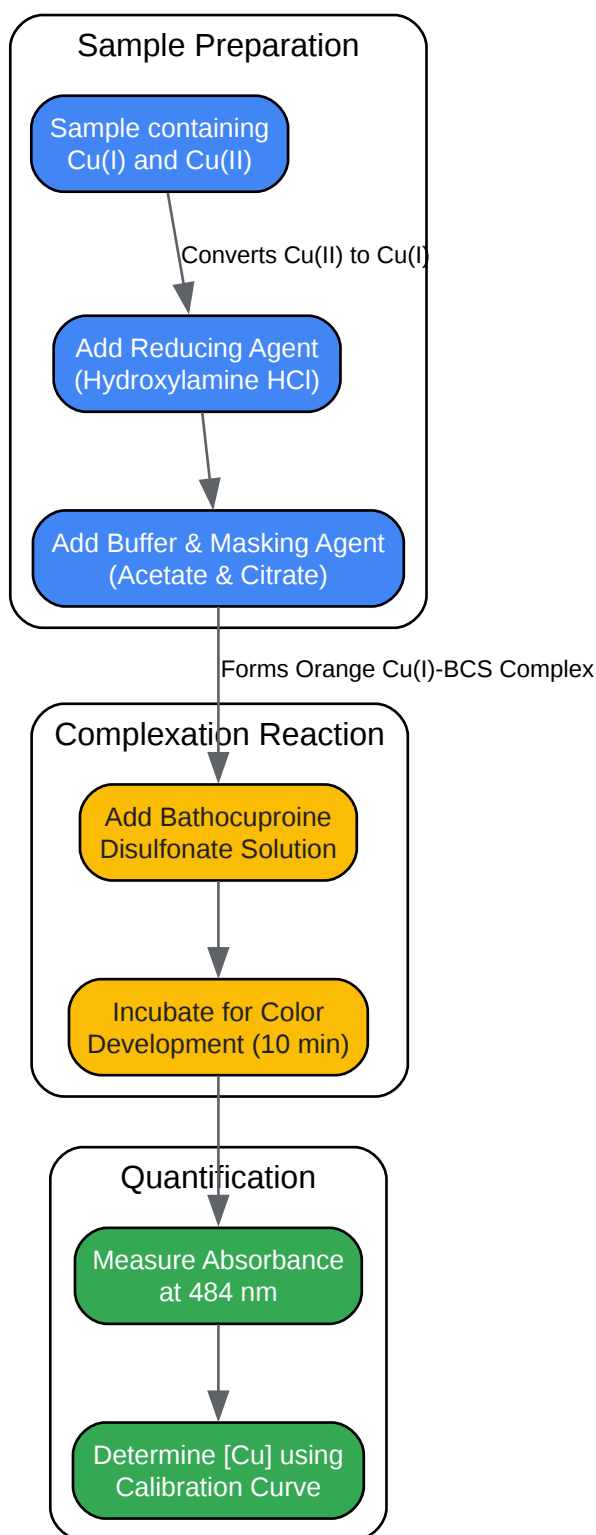 Sample Preparation
Sample containing
Cu(I) and Cu(II)
Converts Cu(II) to Cu(I)
Add Reducing Agent
(Hydroxylamine HCl)
Add Buffer & Masking Agent
(Acetate & Citrate)
Forms Orange Cu(I)-BCS Complex
Complexation Reaction
Add Bathocuproine
Disulfonate Solution
Incubate for Color
Development (10 min)
Quantification
Measure Absorbance
at 484 nm
Determine [Cu] using
Calibration Curve